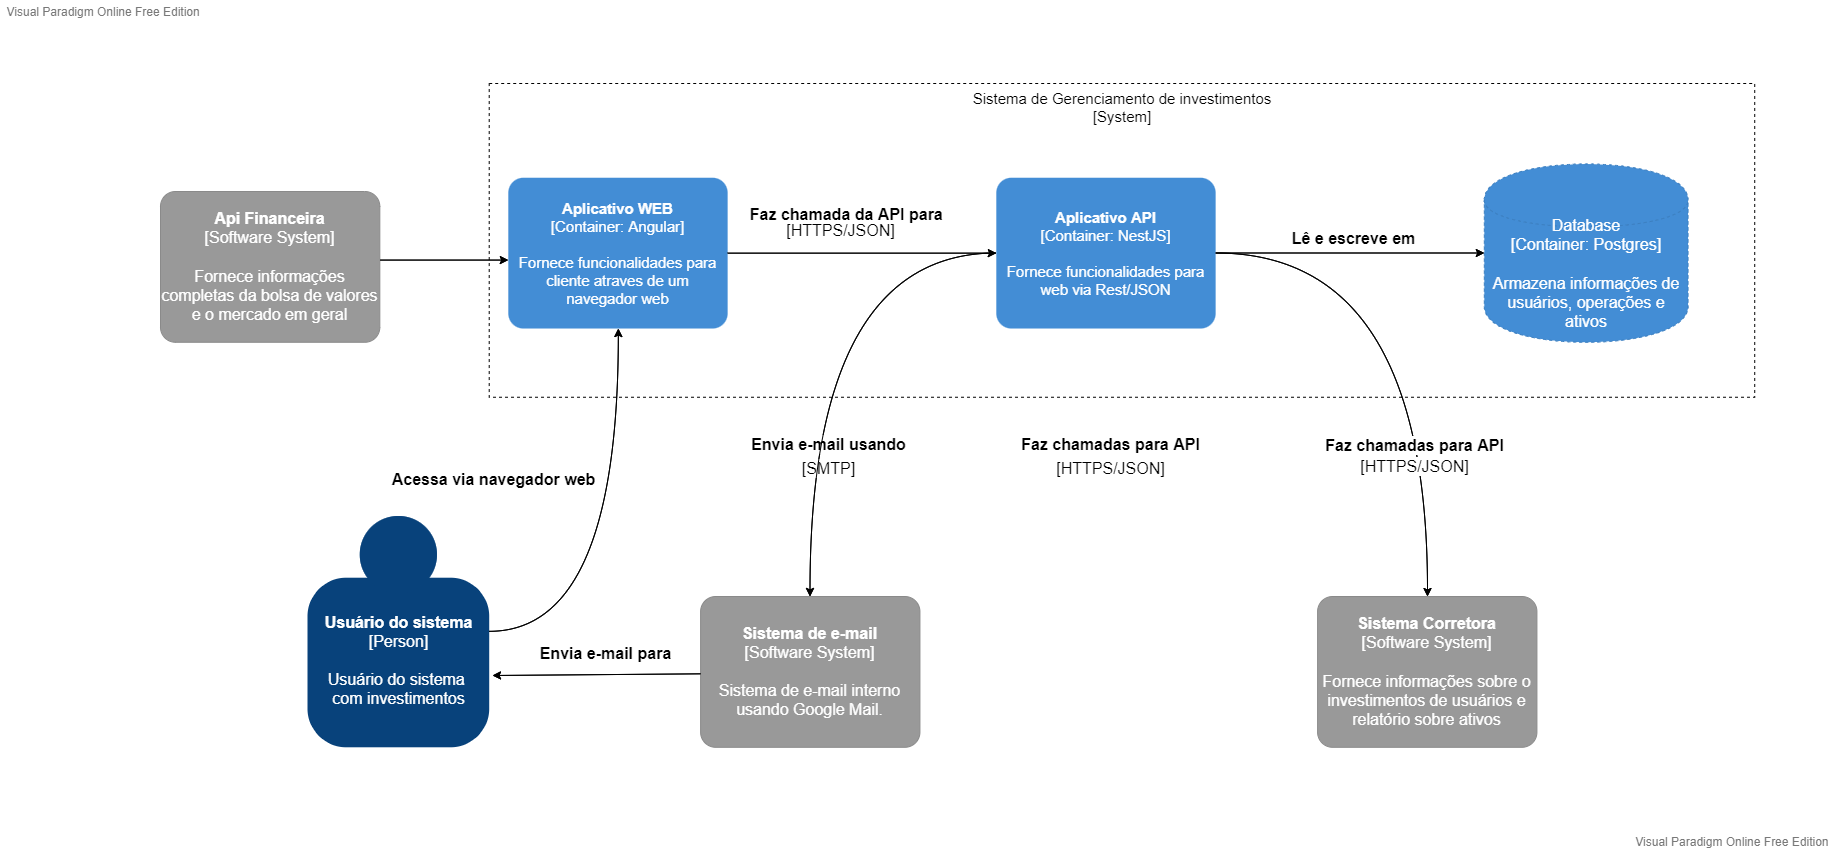 Visual Paradigm Online Free Edition
Sistema de Gerenciamento de investimentos
[System]
Api Financeira
[Software System]
Fornece informações
completas da bolsa de valores
e o mercado em geral
Aplicativo WEB
[Container: Angular]
Fornece funcionalidades para
cliente atraves de um
navegador web
Faz chamada da API para
[HTTPS/JSON]
Aplicativo API
[Container: NestJS]
Fornece funcionalidades para
web via Rest/JSON
Lê e escreve em
Database
[Container: Postgres]
Armazena informações de
usuários, operações e
ativos
Acessa via navegador web
Envia e-mail usando
[SMTP]
Faz chamadas para API
[HTTPS/JSON]
Faz chamadas para API
[HTTPS/JSON]
Usuário do sistema
[Person]
Usuário do sistema
com investimentos
Envia e-mail para
Sistema de e-mail
[Software System]
Sistema de e-mail interno
usando Google Mail.
Sistema Corretora
[Software System]
Fornece informações sobre o
investimentos de usuários e
relatório sobre ativos
Visual Paradigm Online Free Edition